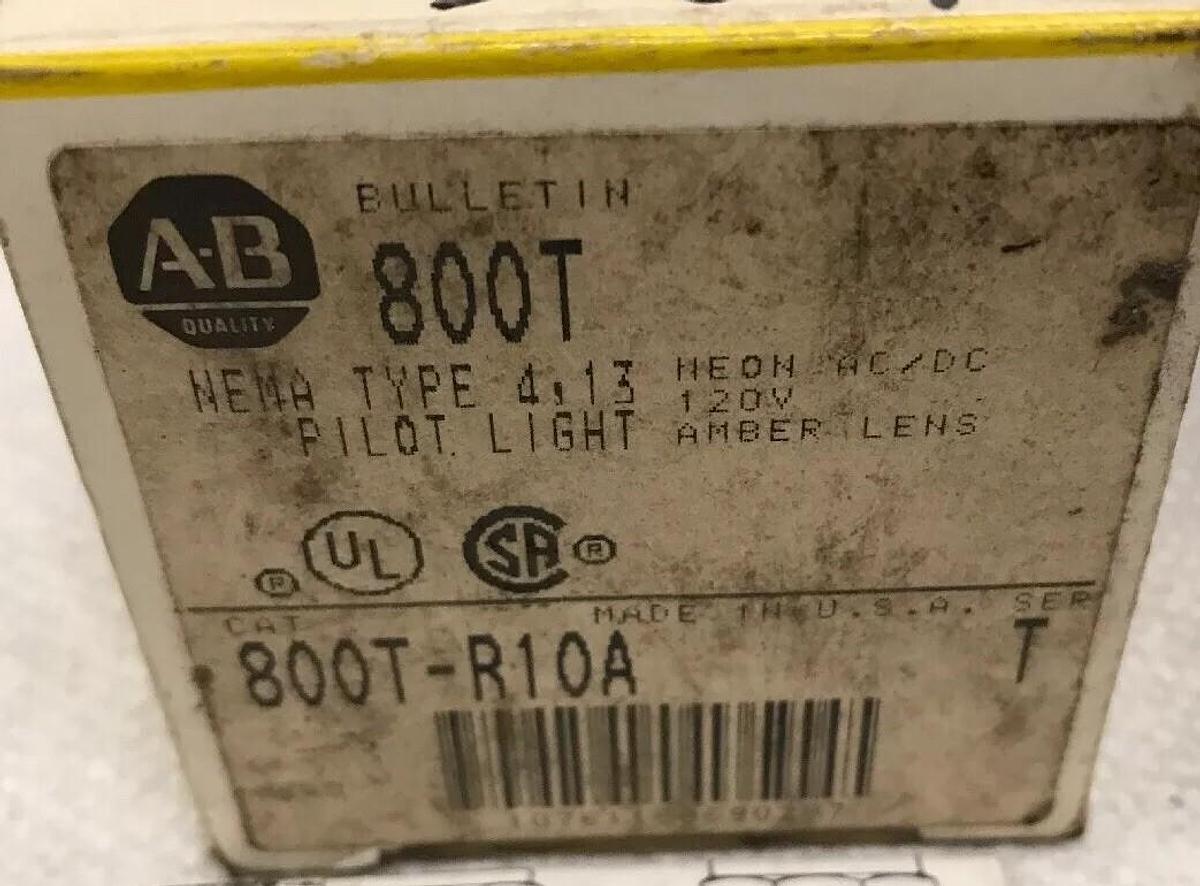 A-B
QUALITY
BULLETIN
800T
NEMA TYPE 4,13
PILOT LIGHT
NEON AC/DC
120V
AMBER LENS
® UL
SA ®
CAT
MADE IN U.S.A.
SER
800T-R10A
T